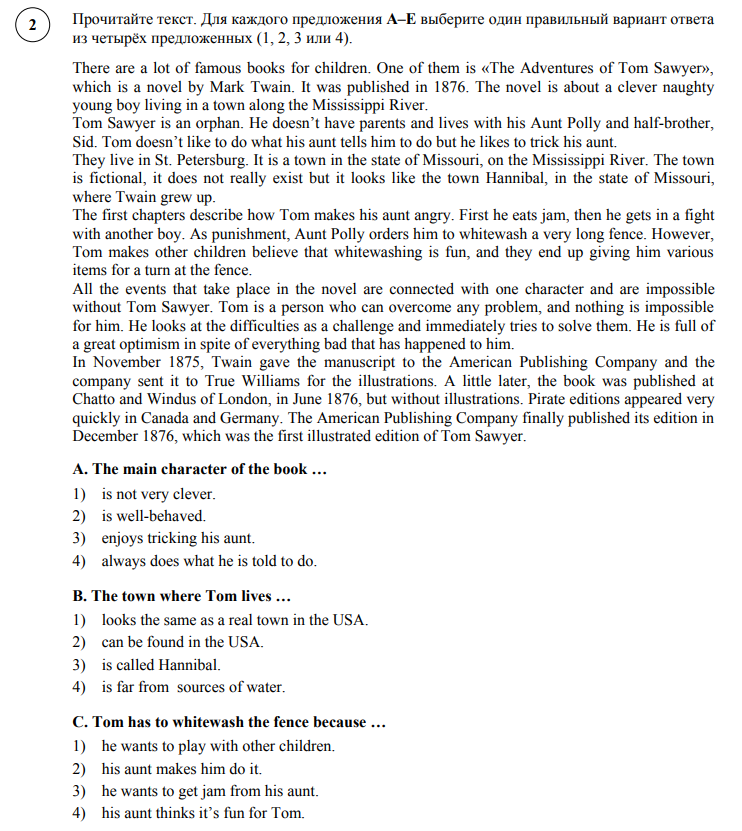 2
Прочитайте текст. Для каждого предложения А–Е выберите один правильный вариант ответа
из четырёх предложенных (1, 2, 3 или 4).
There are a lot of famous books for children. One of them is «The Adventures of Tom Sawyer»,
which is a novel by Mark Twain. It was published in 1876. The novel is about a clever naughty
young boy living in a town along the Mississippi River.
Tom Sawyer is an orphan. He doesn’t have parents and lives with his Aunt Polly and half-brother,
Sid. Tom doesn’t like to do what his aunt tells him to do but he likes to trick his aunt.
They live in St. Petersburg. It is a town in the state of Missouri, on the Mississippi River. The town
is fictional, it does not really exist but it looks like the town Hannibal, in the state of Missouri,
where Twain grew up.
The first chapters describe how Tom makes his aunt angry. First he eats jam, then he gets in a fight
with another boy. As punishment, Aunt Polly orders him to whitewash a very long fence. However,
Tom makes other children believe that whitewashing is fun, and they end up giving him various
items for a turn at the fence.
All the events that take place in the novel are connected with one character and are impossible
without Tom Sawyer. Tom is a person who can overcome any problem, and nothing is impossible
for him. He looks at the difficulties as a challenge and immediately tries to solve them. He is full of
a great optimism in spite of everything bad that has happened to him.
In November 1875, Twain gave the manuscript to the American Publishing Company and the
company sent it to True Williams for the illustrations. A little later, the book was published at
Chatto and Windus of London, in June 1876, but without illustrations. Pirate editions appeared very
quickly in Canada and Germany. The American Publishing Company finally published its edition in
December 1876, which was the first illustrated edition of Tom Sawyer.
A. The main character of the book …
1) is not very clever.
2) is well-behaved.
3) enjoys tricking his aunt.
4) always does what he is told to do.
B. The town where Tom lives …
1) looks the same as a real town in the USA.
2) can be found in the USA.
3) is called Hannibal.
4) is far from sources of water.
C. Tom has to whitewash the fence because …
1) he wants to play with other children.
2) his aunt makes him do it.
3) he wants to get jam from his aunt.
4) his aunt thinks it’s fun for Tom.